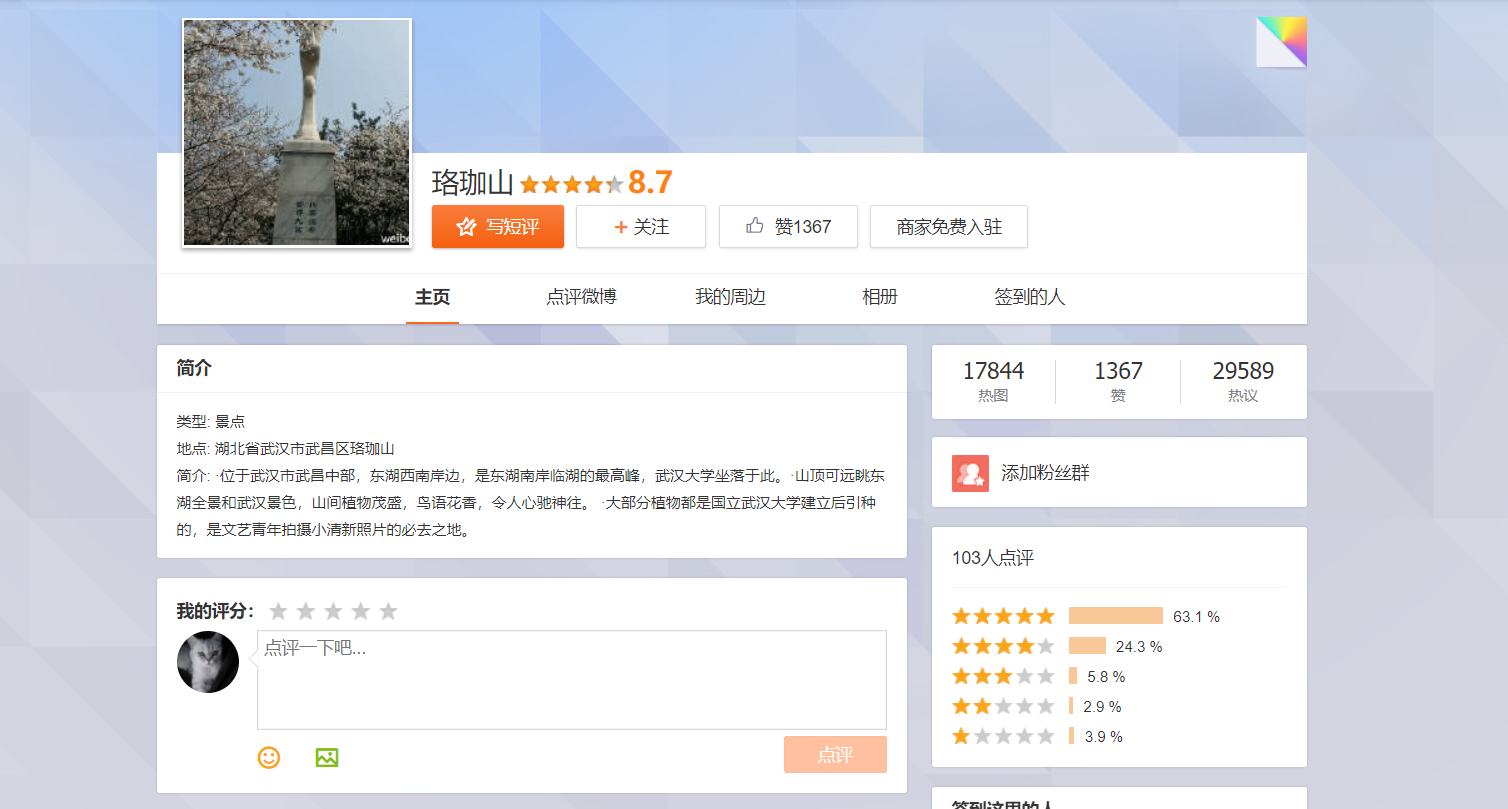 weibo
珞珈山 8.7
写短评
+ 关注
赞1367
商家免费入驻
主页
点评微博
我的周边
相册
签到的人
简介
类型: 景点
地点: 湖北省武汉市武昌区珞珈山
简介: ·位于武汉市武昌中部，东湖西南岸边，是东湖南岸临湖的最高峰，武汉大学坐落于此。·山顶可远眺东
湖全景和武汉景色，山间植物茂盛，鸟语花香，令人心驰神往。 ·大部分植物都是国立武汉大学建立后引种
的，是文艺青年拍摄小清新照片的必去之地。
我的评分：
点评一下吧...
点评
17844
热图
1367
赞
29589
热议
添加粉丝群
103人点评
63.1 %
24.3 %
5.8 %
2.9 %
3.9 %
签到这里的人